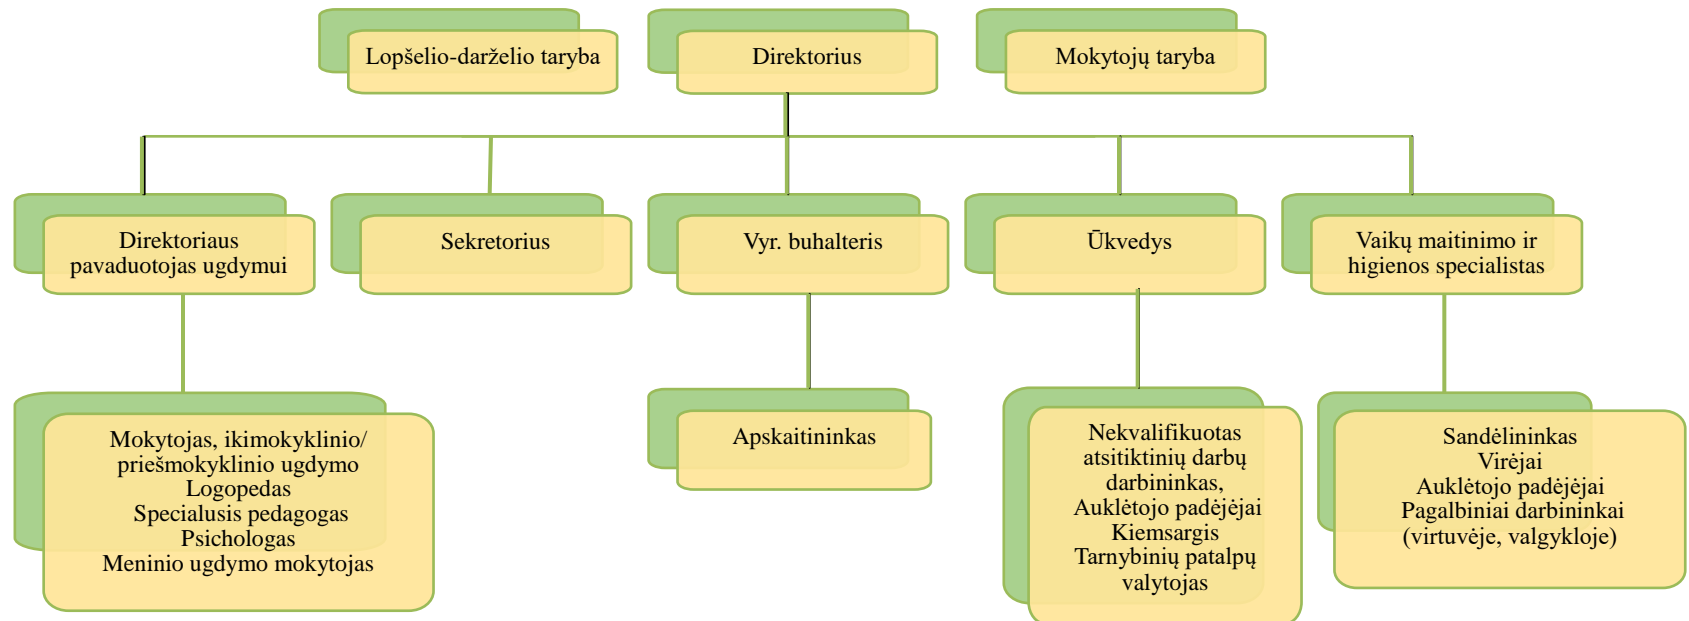 Lopšelio-darželio taryba
Direktorius
Mokytojų taryba
Direktoriaus
pavaduotojas ugdymui
Sekretorius
Vyr. buhalteris
Ūkvedys
Vaikų maitinimo ir
higienos specialistas
Mokytojas, ikimokyklinio/
priešmokyklinio ugdymo
Logopedas
Specialusis pedagogas
Psichologas
Meninio ugdymo mokytojas
Apskaitininkas
Nekvalifikuotas
atsitiktinių darbų
darbininkas,
Auklėtojo padėjėjai
Kiemsargis
Tarnybinių patalpų
valytojas
Sandėlininkas
Virėjai
Auklėtojo padėjėjai
Pagalbiniai darbininkai
(virtuvėje, valgykloje)